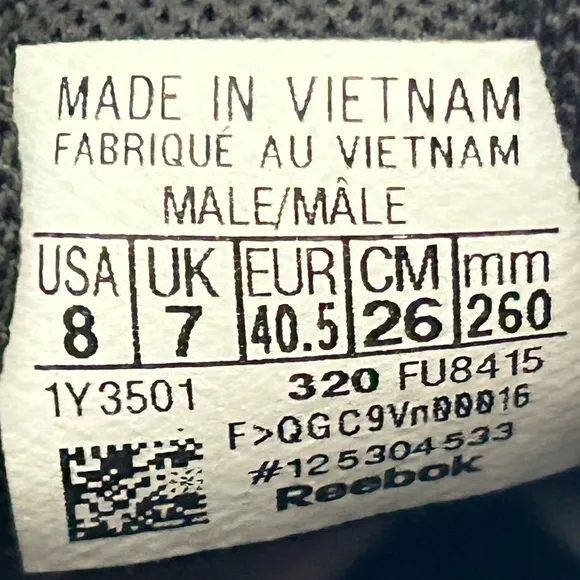 MADE IN VIETNAM
FABRIQUÉ AU VIETNAM
MALE/MÂLE
USA UK EUR CM mm
8 7 40.5 26 260
1Y3501 320 FU8415
F>QGC9Vn00016
#125304533
Reebok